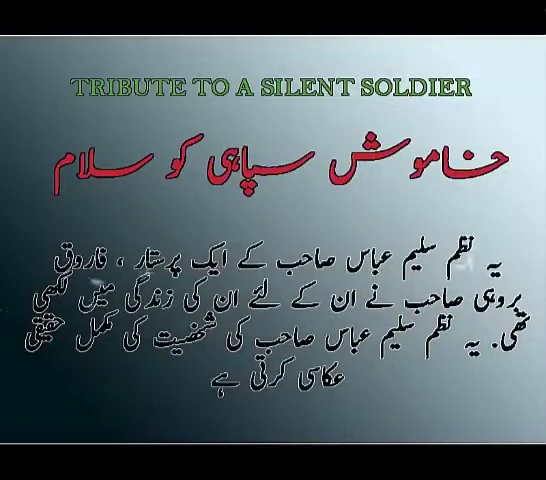 TRIBUTE TO A SILENT SOLDIER
خاموش سپاہی کو سلام
یہ نظم سلیم عباس صاحب کے ایک پرستار ، فاروق
بروہی صاحب نے ان کے لئے ان کی زندگی میں لکھی
تھی. یہ نظم سلیم عباس صاحب کی شخصیت کی مکمل حقیقی
عکاسی کرتی ہے